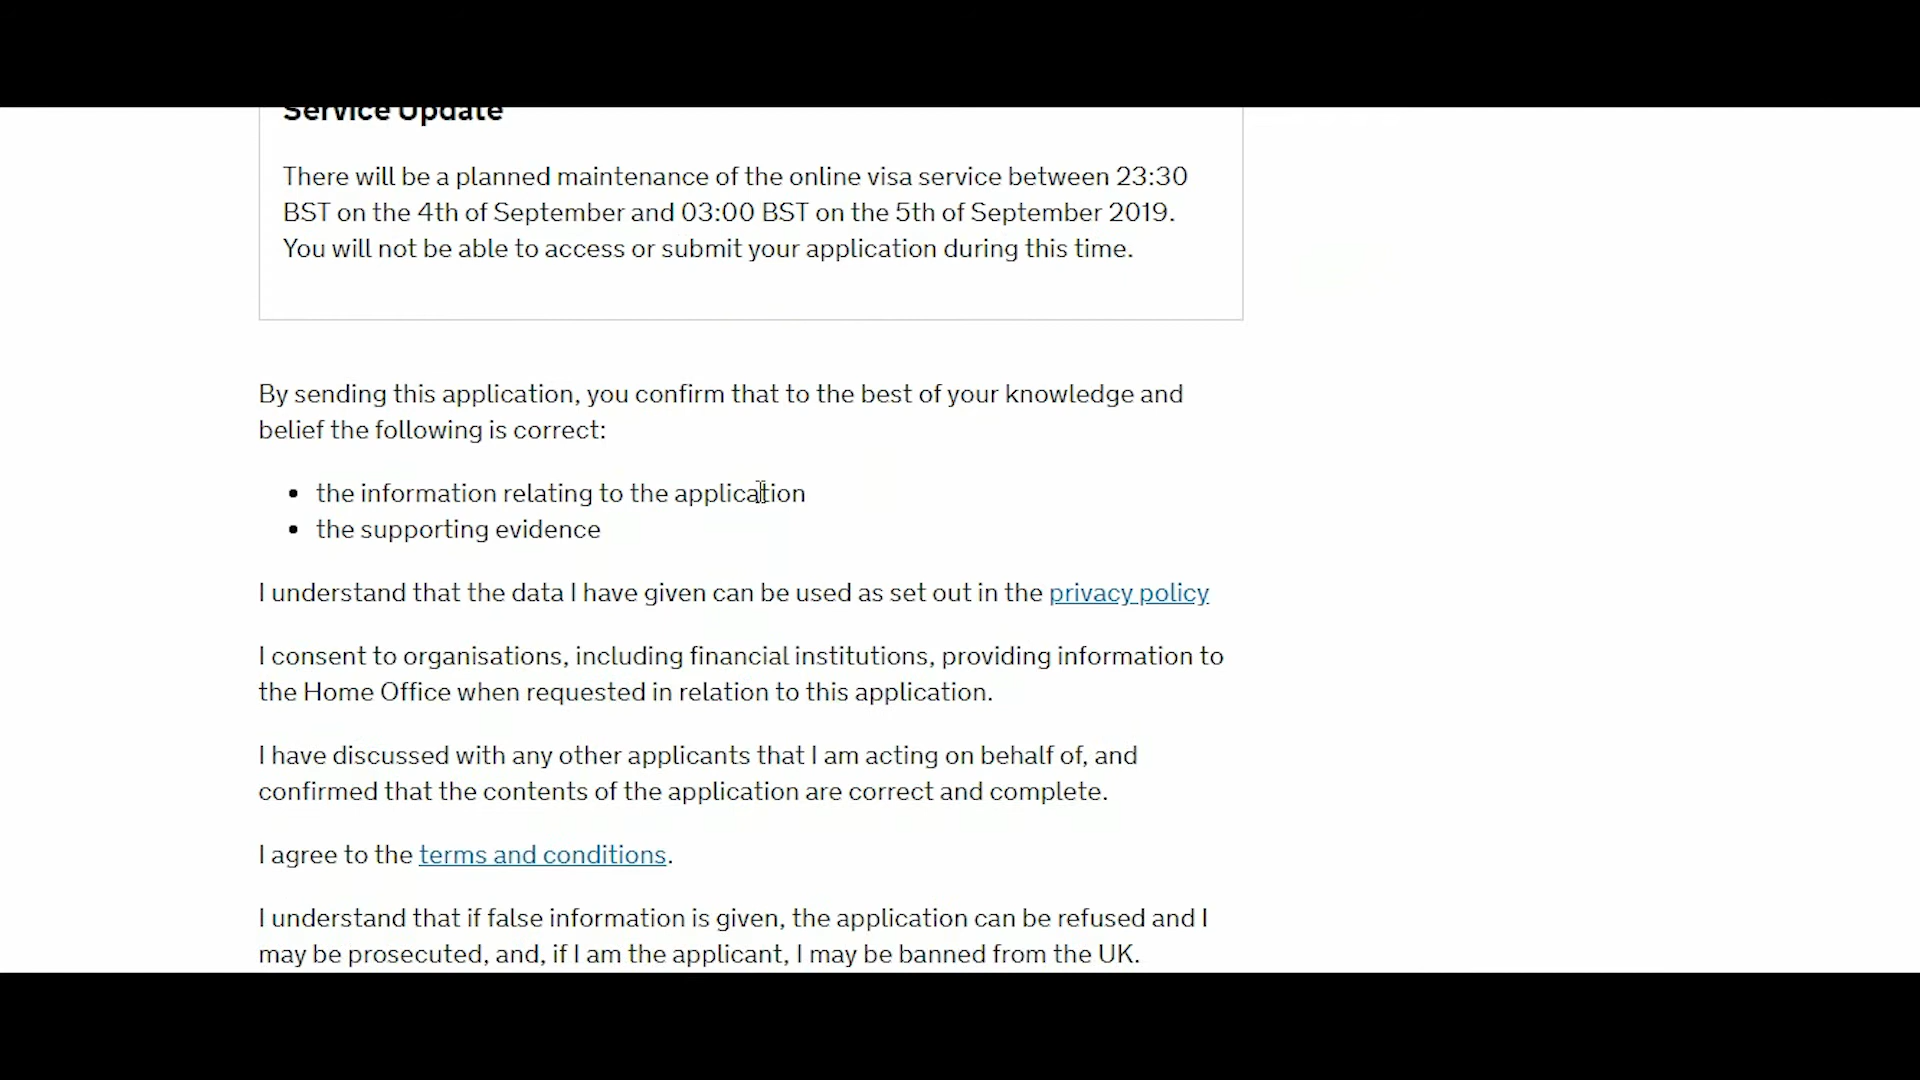 Service Update
There will be a planned maintenance of the online visa service between 23:30
BST on the 4th of September and 03:00 BST on the 5th of September 2019.
You will not be able to access or submit your application during this time.
By sending this application, you confirm that to the best of your knowledge and
belief the following is correct:
• the information relating to the application
• the supporting evidence
I understand that the data I have given can be used as set out in the privacy policy
I consent to organisations, including financial institutions, providing information to
the Home Office when requested in relation to this application.
I have discussed with any other applicants that I am acting on behalf of, and
confirmed that the contents of the application are correct and complete.
I agree to the terms and conditions.
I understand that if false information is given, the application can be refused and I
may be prosecuted, and, if I am the applicant, I may be banned from the UK.